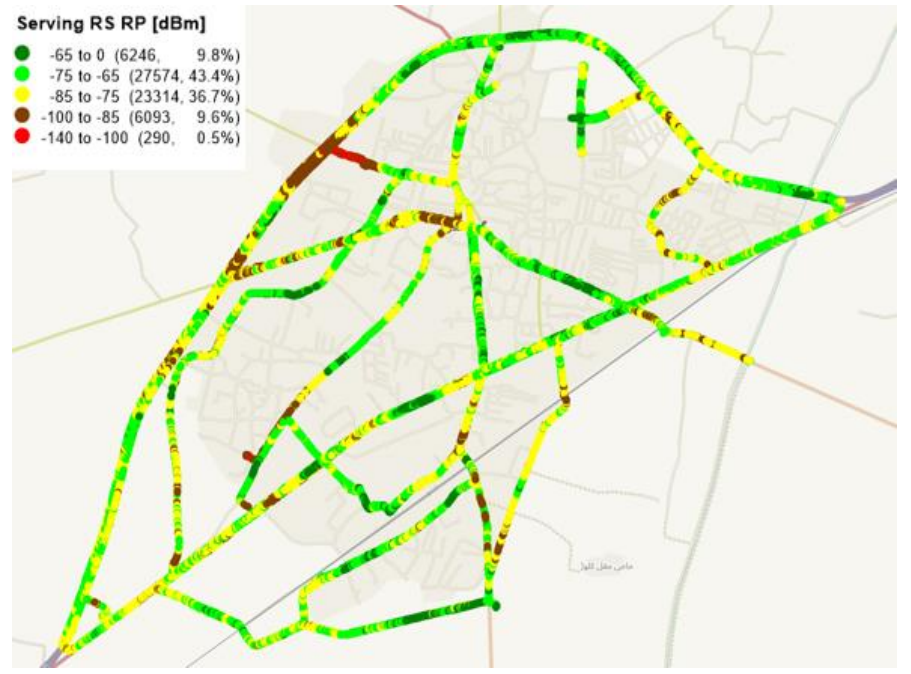 Serving RS RP [dBm]
-65 to 0 (6246, 9.8%)
-75 to -65 (27574, 43.4%)
-85 to -75 (23314, 36.7%)
-100 to -85 (6093, 9.6%)
-140 to -100 (290, 0.5%)